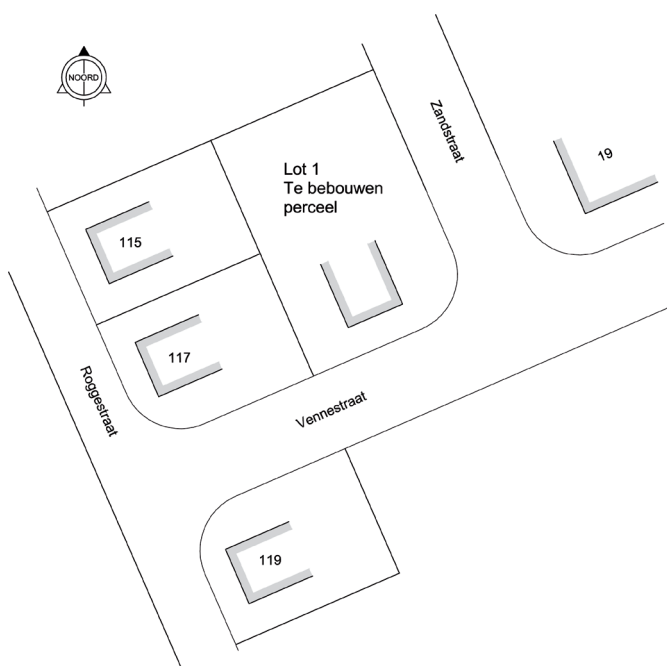 NOORD
Zandstraat
19
Lot 1
Te bebouwen
perceel
115
117
Roggestraat
Vennestraat
119